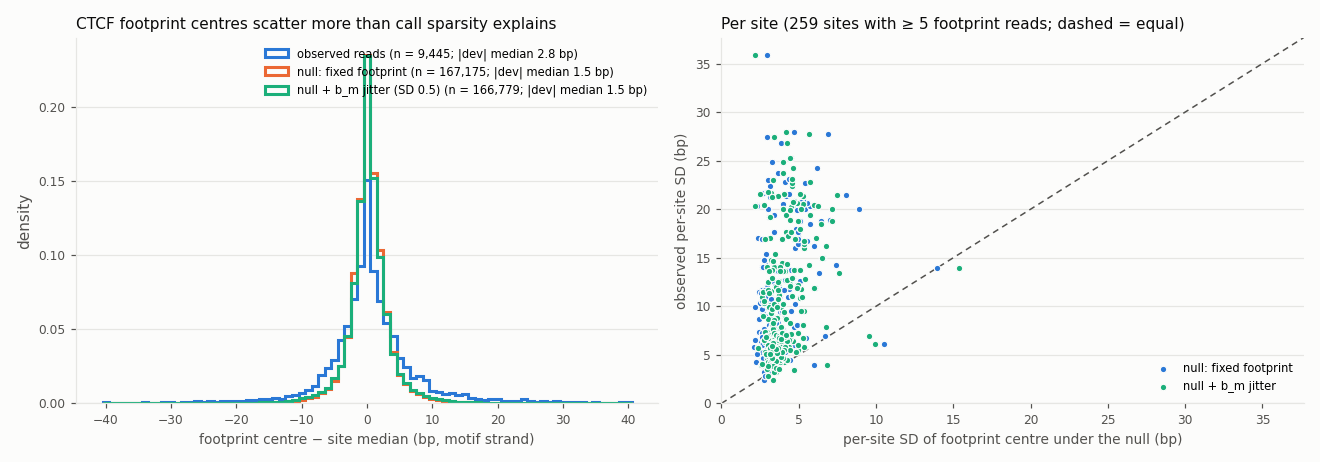 CTCF footprint centres scatter more than call sparsity explains
observed reads (n = 9,445; |dev| median 2.8 bp)
null: fixed footprint (n = 167,175; |dev| median 1.5 bp)
null + b_m jitter (SD 0.5) (n = 166,779; |dev| median 1.5 bp)
density
0.20
0.15
0.10
0.05
0.00
−40
−30
−20
−10
0
10
20
30
40
footprint centre − site median (bp, motif strand)
Per site (259 sites with ≥ 5 footprint reads; dashed = equal)
observed per-site SD (bp)
35
30
25
20
15
10
5
0
null: fixed footprint
null + b_m jitter
0
5
10
15
20
25
30
35
per-site SD of footprint centre under the null (bp)